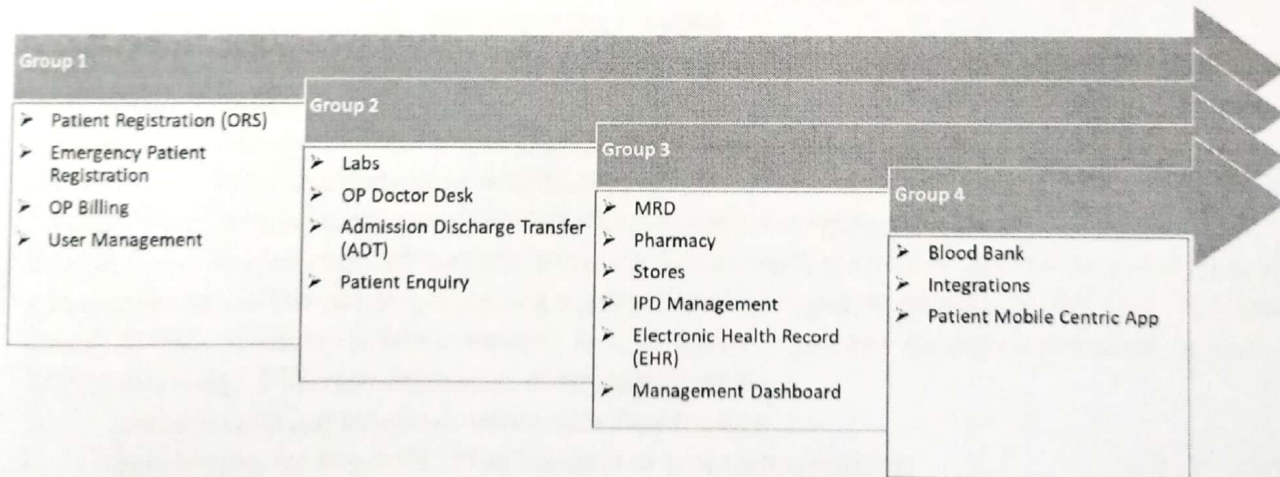 Group 1
➢ Patient Registration (ORS)
➢ Emergency Patient
Registration
➢ OP Billing
➢ User Management
Group 2
➢ Labs
➢ OP Doctor Desk
➢ Admission Discharge Transfer
(ADT)
➢ Patient Enquiry
Group 3
➢ MRD
➢ Pharmacy
➢ Stores
➢ IPD Management
➢ Electronic Health Record
(EHR)
➢ Management Dashboard
Group 4
➢ Blood Bank
➢ Integrations
➢ Patient Mobile Centric App